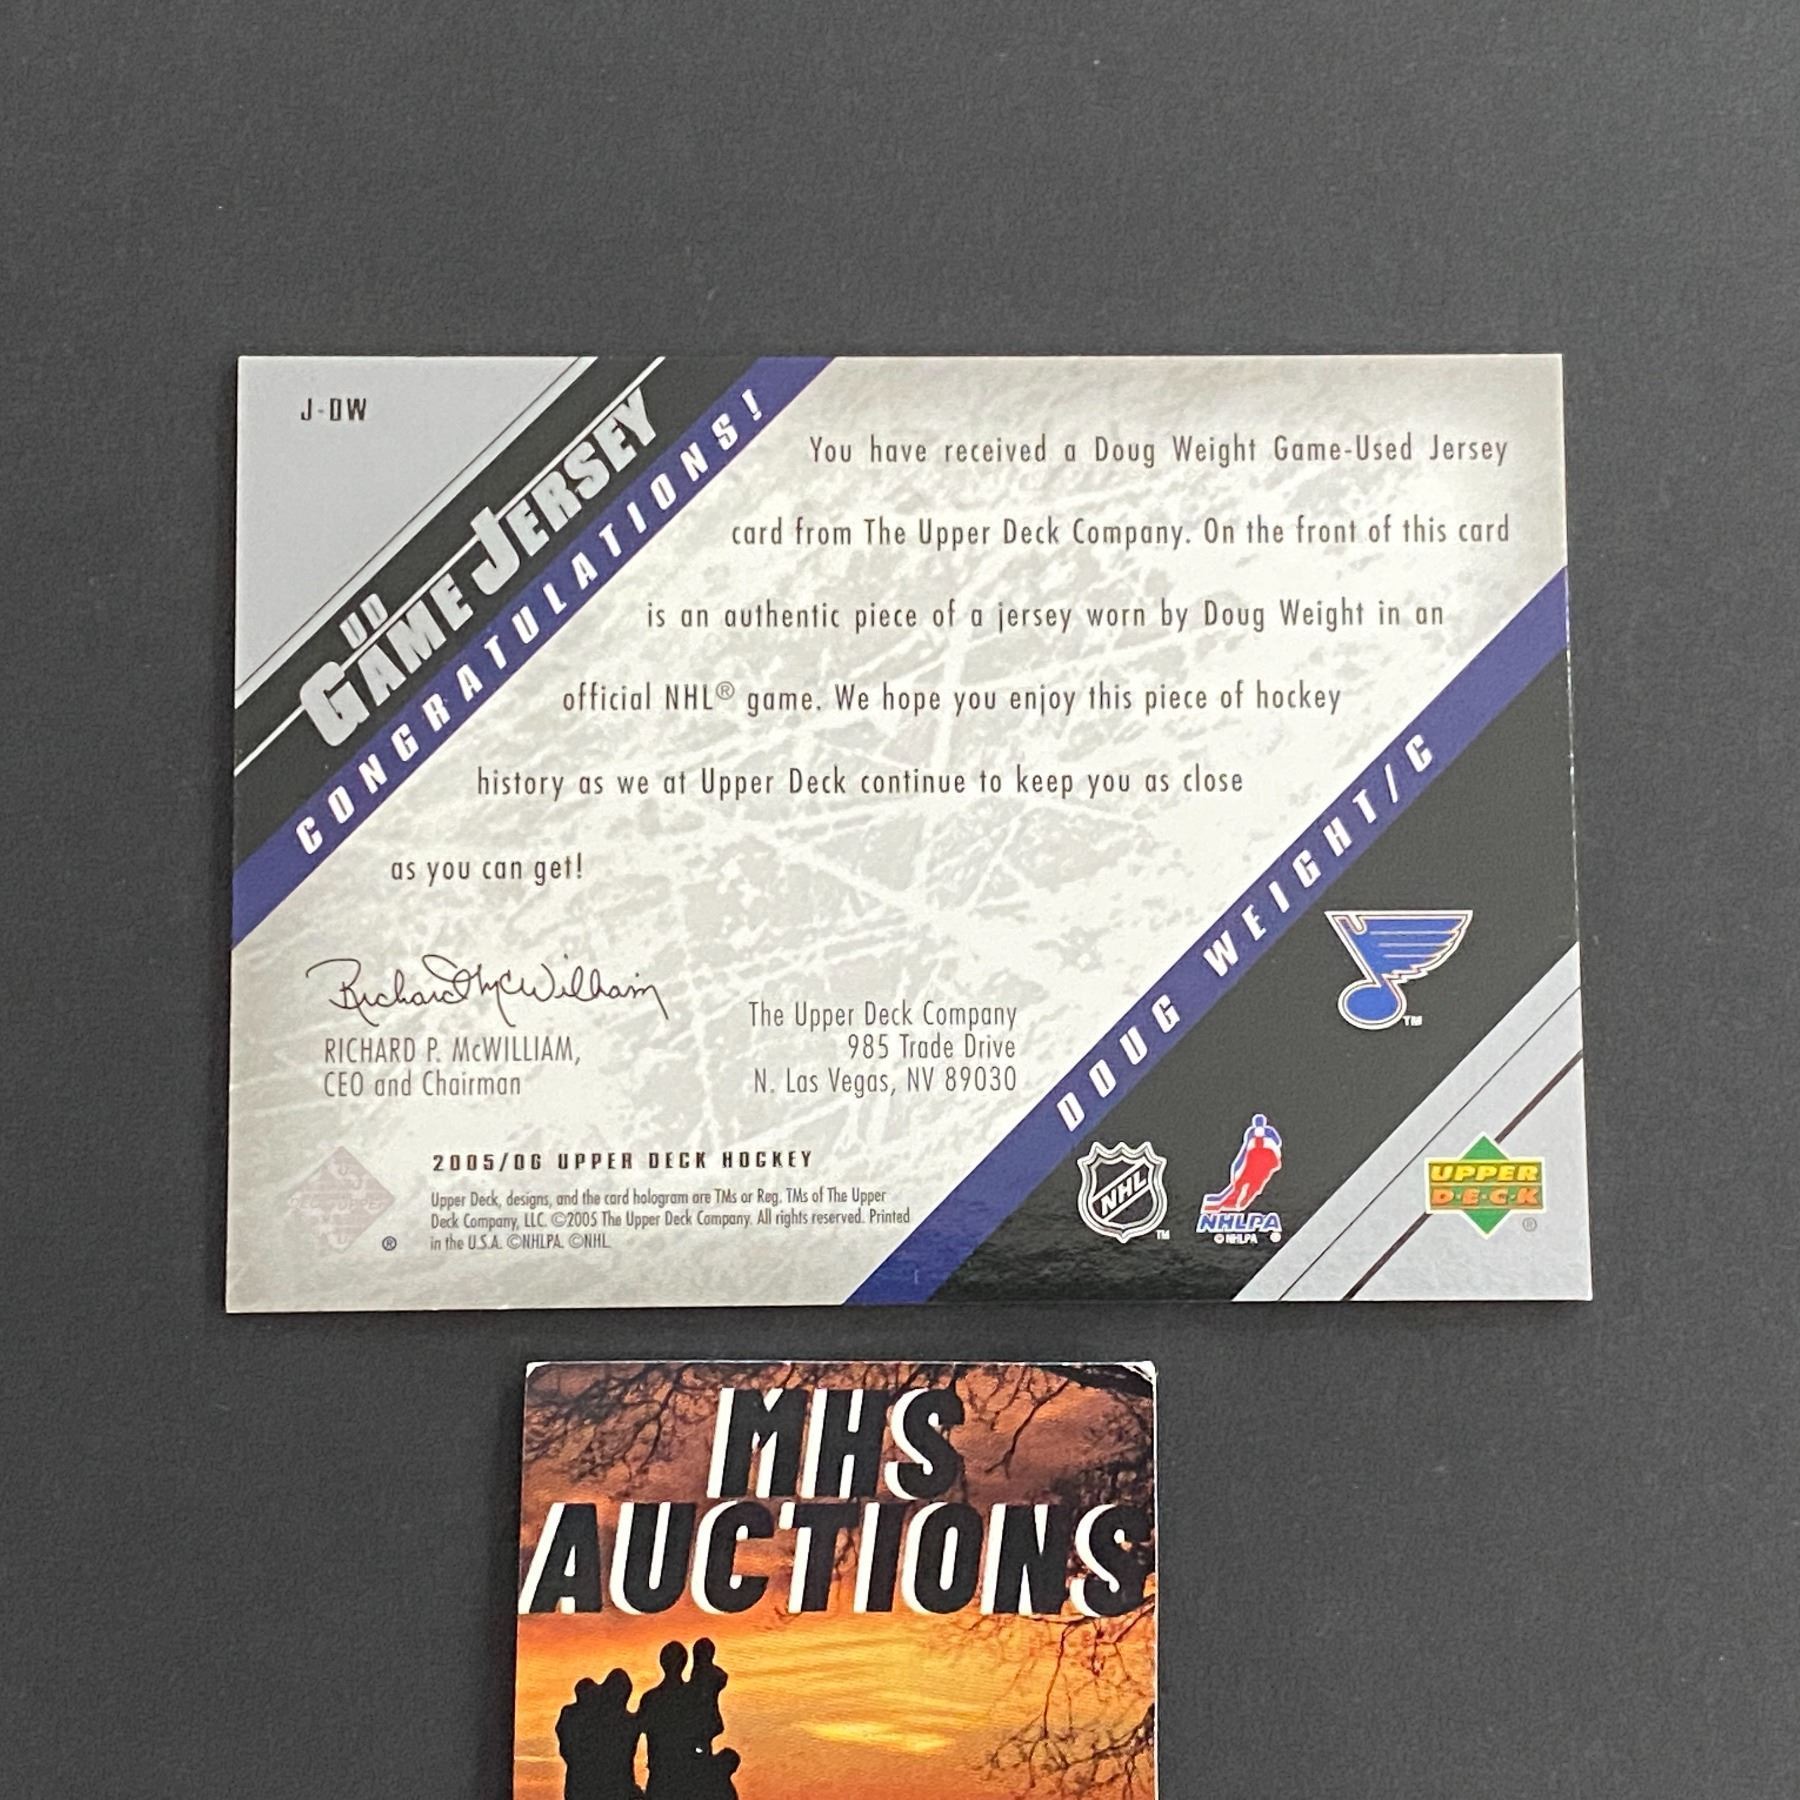 J-DW
UD
GAME JERSEY
CONGRATULATIONS!
You have received a Doug Weight Game-Used Jersey
card from The Upper Deck Company. On the front of this card
is an authentic piece of a jersey worn by Doug Weight in an
official NHL® game. We hope you enjoy this piece of hockey
history as we at Upper Deck continue to keep you as close
as you can get!
Richard McWilliam
RICHARD P. McWILLIAM,
CEO and Chairman
The Upper Deck Company
985 Trade Drive
N. Las Vegas, NV 89030
DOUG WEIGHT/C
TM
2005/06 UPPER DECK HOCKEY
Upper Deck, designs, and the card hologram are TMs or Reg. TMs of The Upper
Deck Company, LLC. ©2005 The Upper Deck Company. All rights reserved. Printed
in the U.S.A. ©NHLPA. ©NHL
®
NHL
TM
NHLPA
©NHLPA ®
UPPER
D·E·C·K
®
MHS
AUCTIONS